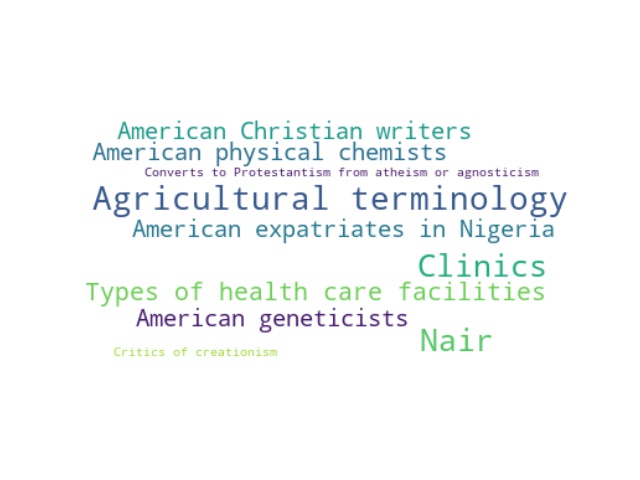 American Christian writers
American physical chemists
Converts to Protestantism from atheism or agnosticism
Agricultural terminology
American expatriates in Nigeria
Clinics
Types of health care facilities
American geneticists
Nair
Critics of creationism